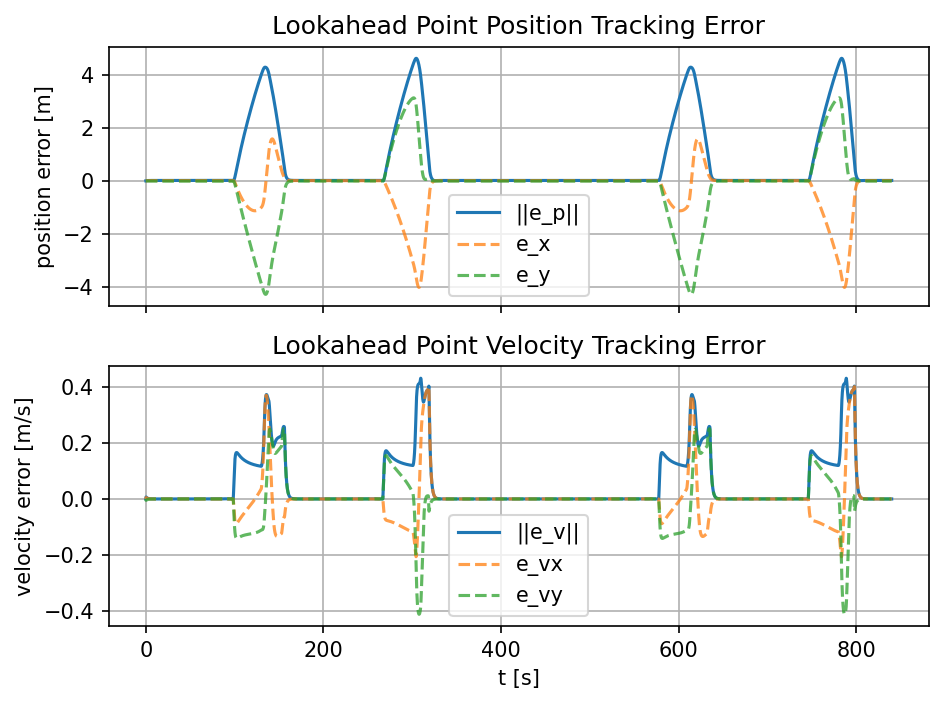 Lookahead Point Position Tracking Error
position error [m]
4
2
0
−2
−4
||e_p||
e_x
e_y
Lookahead Point Velocity Tracking Error
velocity error [m/s]
0.4
0.2
0.0
−0.2
−0.4
||e_v||
e_vx
e_vy
0 200 400 600 800
t [s]